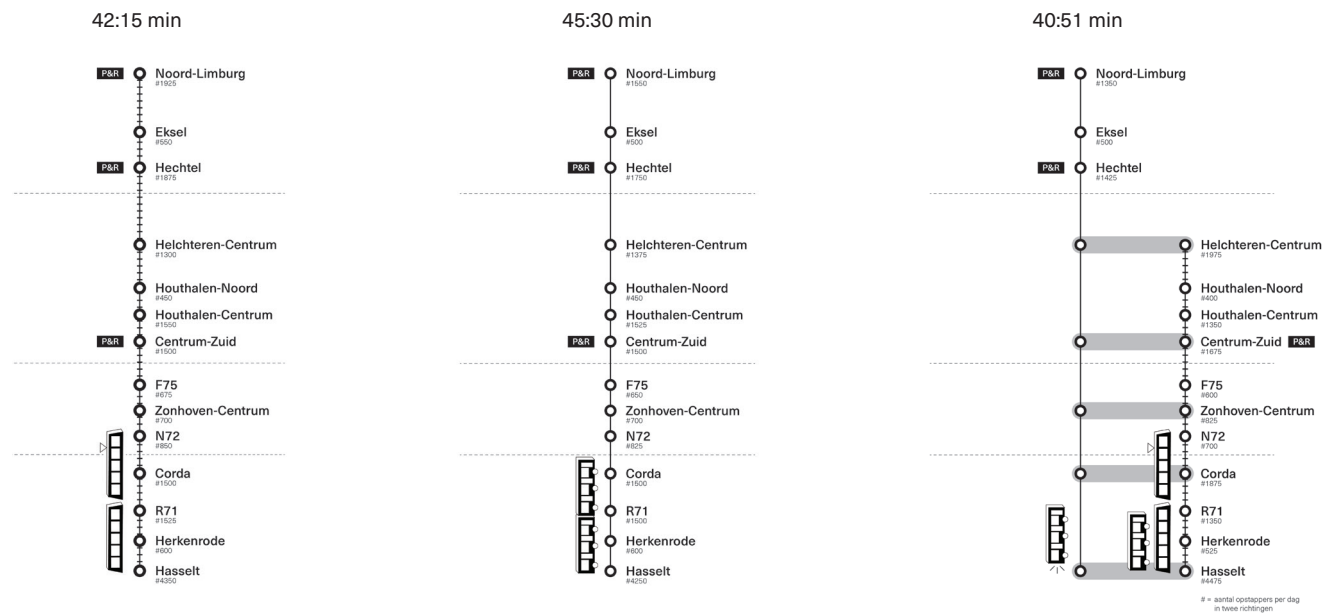 42:15 min
P&R Noord-Limburg
#1925
Eksel
#550
P&R Hechtel
#1875
Helchteren-Centrum
#1300
Houthalen-Noord
#450
Houthalen-Centrum
#1550
P&R Centrum-Zuid
#1500
F75
#675
Zonhoven-Centrum
#700
N72
#850
Corda
#1500
R71
#1525
Herkenrode
#600
Hasselt
#4350
45:30 min
P&R Noord-Limburg
#1550
Eksel
#500
P&R Hechtel
#1750
Helchteren-Centrum
#1375
Houthalen-Noord
#450
Houthalen-Centrum
#1525
P&R Centrum-Zuid
#1500
F75
#650
Zonhoven-Centrum
#700
N72
#825
Corda
#1500
R71
#1500
Herkenrode
#600
Hasselt
#4250
40:51 min
P&R Noord-Limburg
#1350
Eksel
#500
P&R Hechtel
#1425
Helchteren-Centrum
#1975
Houthalen-Noord
#400
Houthalen-Centrum
#1350
Centrum-Zuid P&R
#1675
F75
#600
Zonhoven-Centrum
#825
N72
#700
Corda
#1875
R71
#1350
Herkenrode
#525
Hasselt
#4475
# = aantal opstappers per dag
in twee richtingen